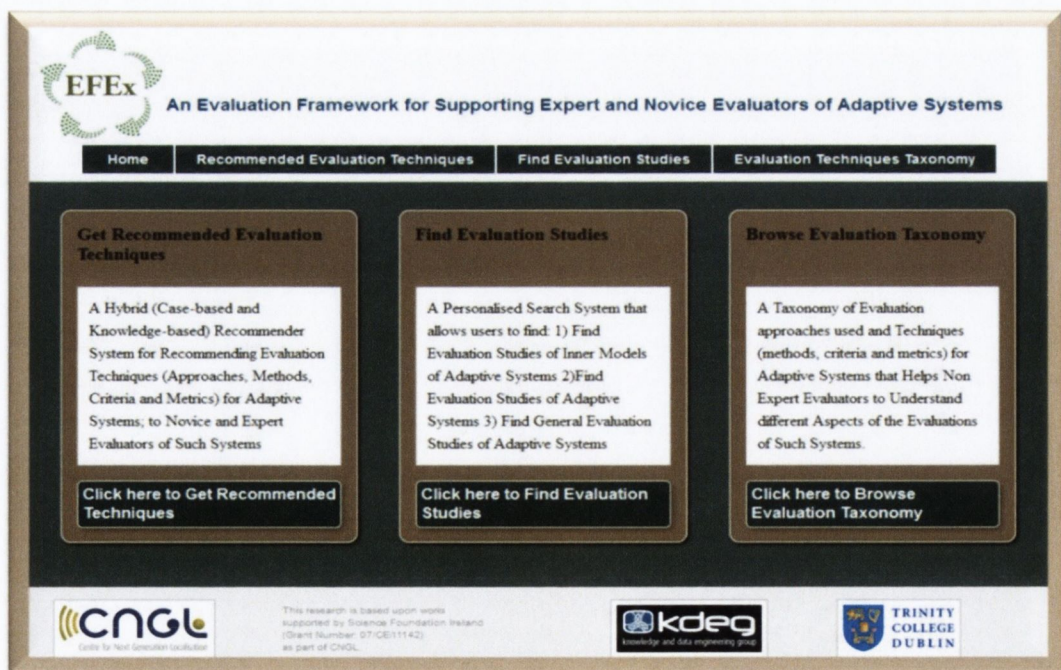 EFEx
An Evaluation Framework for Supporting Expert and Novice Evaluators of Adaptive Systems
Home
Recommended Evaluation Techniques
Find Evaluation Studies
Evaluation Techniques Taxonomy
Get Recommended Evaluation
Techniques
A Hybrid (Case-based and
Knowledge-based) Recommender
System for Recommending Evaluation
Techniques (Approaches, Methods,
Criteria and Metrics) for Adaptive
Systems; to Novice and Expert
Evaluators of Such Systems
Click here to Get Recommended
Techniques
Find Evaluation Studies
A Personalised Search System that
allows users to find: 1) Find
Evaluation Studies of Inner Models
of Adaptive Systems 2)Find
Evaluation Studies of Adaptive
Systems 3) Find General Evaluation
Studies of Adaptive Systems
Click here to Find Evaluation
Studies
Browse Evaluation Taxonomy
A Taxonomy of Evaluation
approaches used and Techniques
(methods, criteria and metrics) for
Adaptive Systems that Helps Non
Expert Evaluators to Understand
different Aspects of the Evaluations
of Such Systems.
Click here to Browse
Evaluation Taxonomy
CNGL
Centre for Next Generation Localisation
This research is based upon works
supported by Science Foundation Ireland
(Grant Number: 07/CE/I1142)
as part of CNGL.
kdeg
knowledge and data engineering group
TRINITY
COLLEGE
DUBLIN